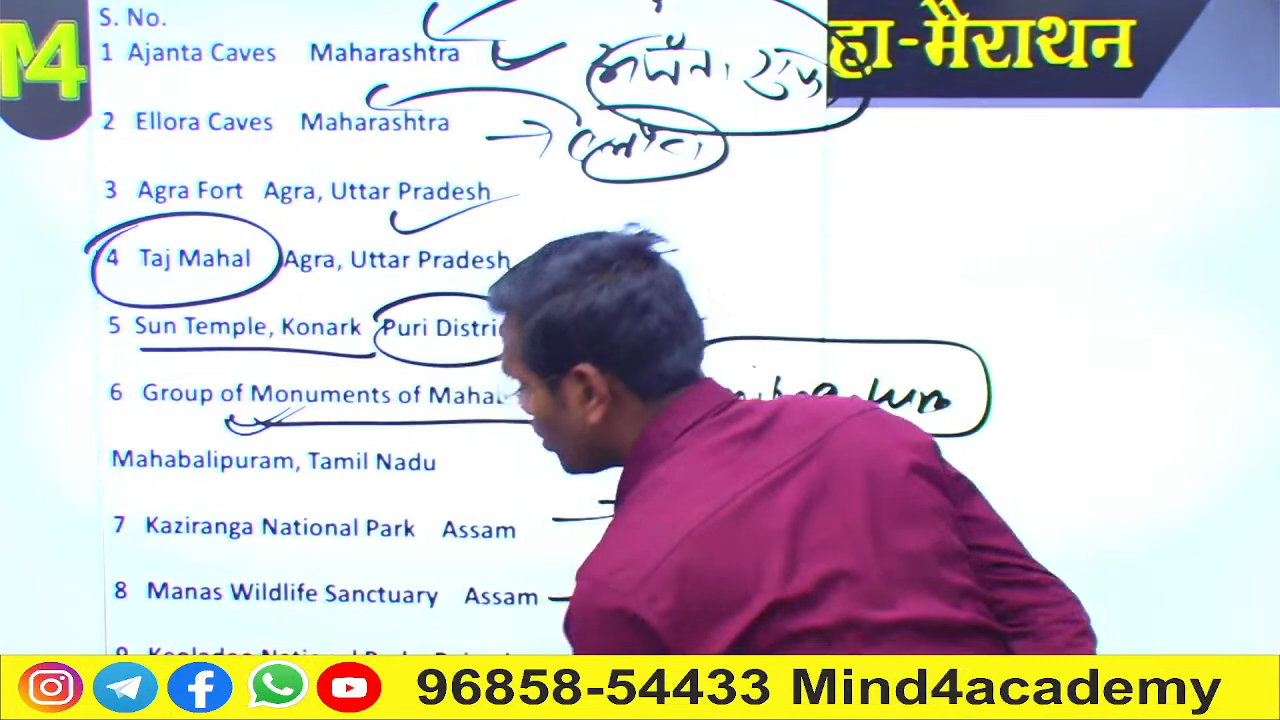 M4
S. No.
हा-मैराथन
1 Ajanta Caves Maharashtra
2 Ellora Caves Maharashtra
3 Agra Fort Agra, Uttar Pradesh
4 Taj Mahal Agra, Uttar Pradesh
5 Sun Temple, Konark Puri Distri
6 Group of Monuments of Mahab
Mahabalipuram, Tamil Nadu
7 Kaziranga National Park Assam
8 Manas Wildlife Sanctuary Assam
96858-54433 Mind4academy